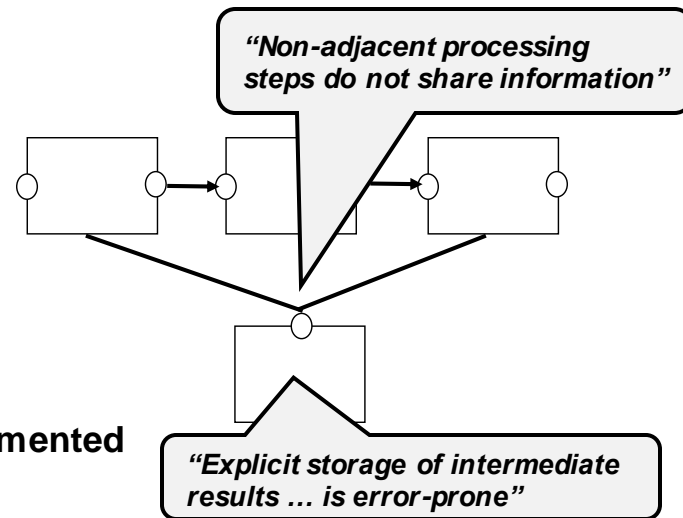 “Non-adjacent processing
steps do not share information”
mented
“Explicit storage of intermediate
results … is error-prone”